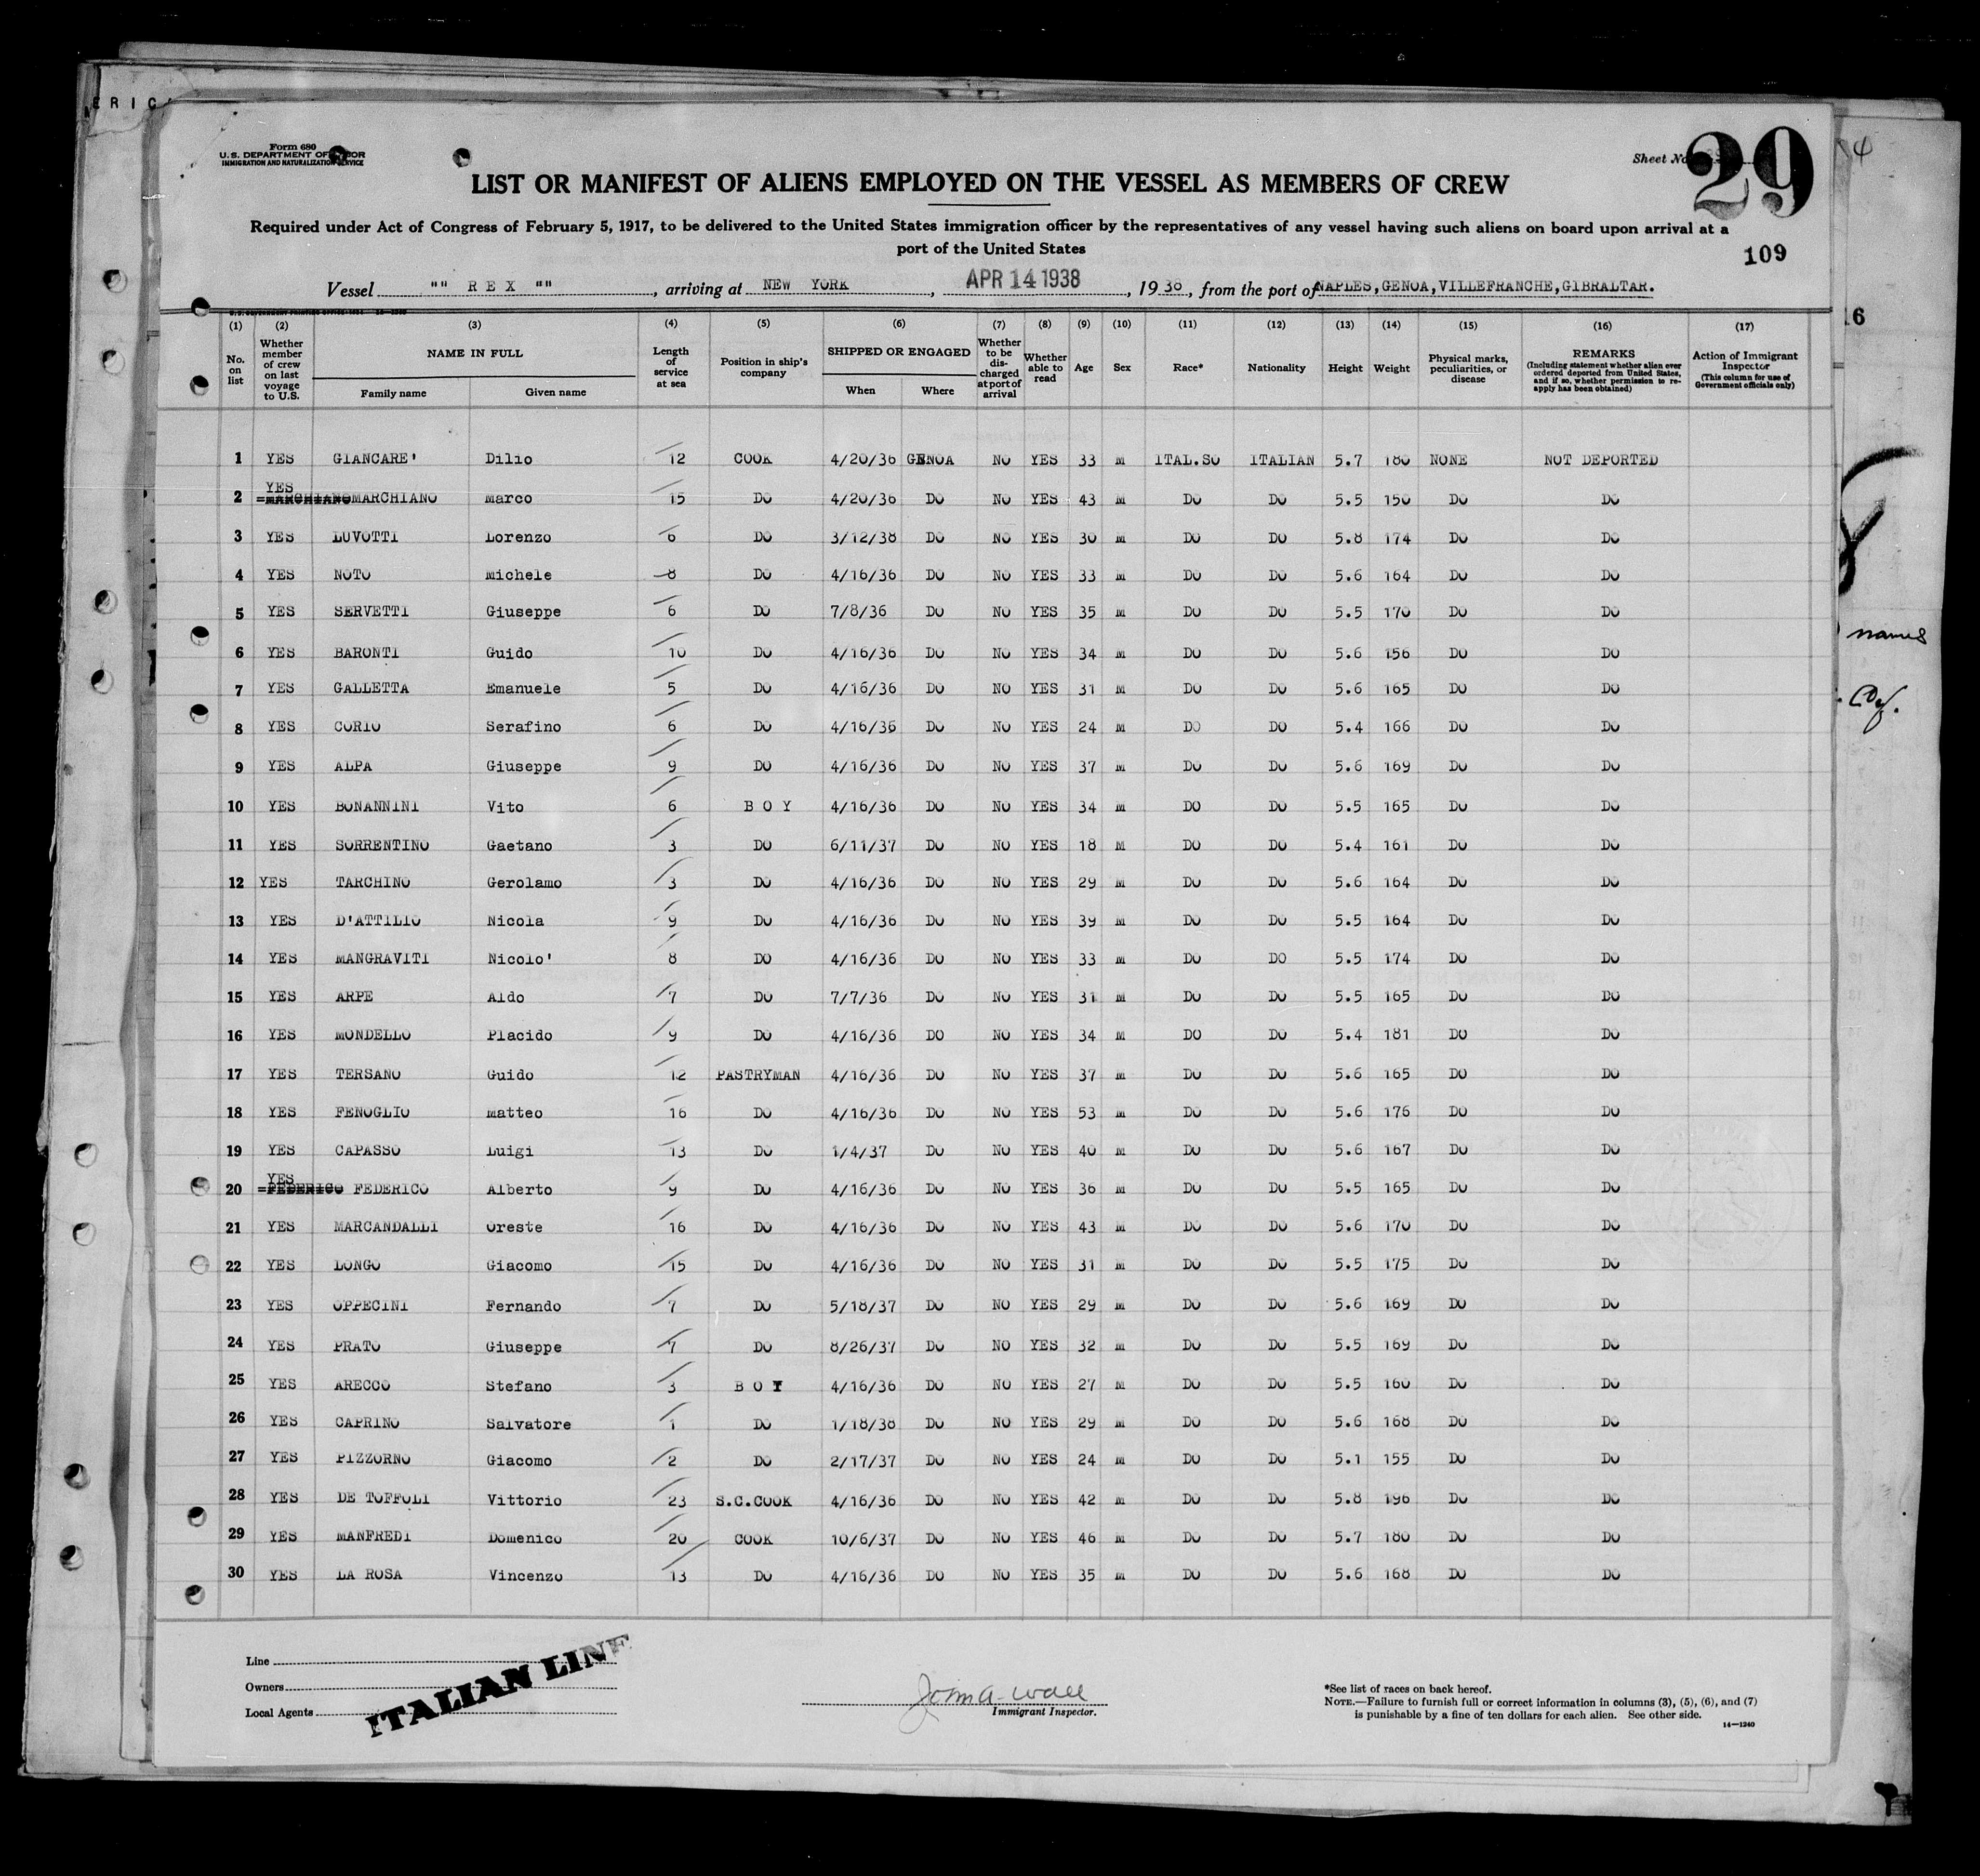 ERICA
Form 680
U.S. DEPARTMENT OF LABOR
IMMIGRATION AND NATURALIZATION SERVICE
Sheet No. 29
109
LIST OR MANIFEST OF ALIENS EMPLOYED ON THE VESSEL AS MEMBERS OF CREW
Required under Act of Congress of February 5, 1917, to be delivered to the United States immigration officer by the representatives of any vessel having such aliens on board upon arrival at a
port of the United States
Vessel "" R E X "", arriving at NEW YORK, APR 14 1938, 1938, from the port of NAPLES,GENOA,VILLEFRANCHE,GIBRALTAR.
(1) (2) (3) (4) (5) (6) (7) (8) (9) (10) (11) (12) (13) (14) (15) (16) (17)
No. on list | Whether member of crew on last voyage to U.S. | NAME IN FULL Family name Given name | Length of service at sea | Position in ship's company | SHIPPED OR ENGAGED When Where | Whether to be discharged at port of arrival | Whether able to read | Age | Sex | Race* | Nationality | Height | Weight | Physical marks, peculiarities, or disease | REMARKS (Including statement whether alien ever ordered deported from United States, and if so, whether permission to re-apply has been obtained) | Action of Immigrant Inspector (This column for use of Government officials only)
1 YES GIANCARE' Dilio 12 COOK 4/20/36 GENOA NO YES 33 M ITAL.SO ITALIAN 5.7 180 NONE NOT DEPORTED
2 YES =MARCHIANO MARCHIANO Marco 15 DO 4/20/36 DO NO YES 43 M DO DO 5.5 150 DO DO
3 YES LUVOTTI Lorenzo 6 DO 3/12/38 DO NO YES 30 M DO DO 5.8 174 DO DO
4 YES NOTO Michele 8 DO 4/16/36 DO NO YES 33 M DO DO 5.6 164 DO DO
5 YES SERVETTI Giuseppe 6 DO 7/8/36 DO NO YES 35 M DO DO 5.5 170 DO DO
6 YES BARONTI Guido 10 DO 4/16/36 DO NO YES 34 M DO DO 5.6 156 DO DO
7 YES GALLETTA Emanuele 5 DO 4/16/36 DO NO YES 31 M DO DO 5.6 165 DO DO
8 YES CORIO Serafino 6 DO 4/16/36 DO NO YES 24 M DO DO 5.4 166 DO DO
9 YES ALPA Giuseppe 9 DO 4/16/36 DO NO YES 37 M DO DO 5.6 169 DO DO
10 YES BONANNINI Vito 6 B O Y 4/16/36 DO NO YES 34 M DO DO 5.5 165 DO DO
11 YES SORRENTINO Gaetano 3 DO 6/11/37 DO NO YES 18 M DO DO 5.4 161 DO DO
12 YES TARCHINO Gerolamo 3 DO 4/16/36 DO NO YES 29 M DO DO 5.6 164 DO DO
13 YES D'ATTILIO Nicola 9 DO 4/16/36 DO NO YES 39 M DO DO 5.5 164 DO DO
14 YES MANGRAVITI Nicolo' 8 DO 4/16/36 DO NO YES 33 M DO DO 5.5 174 DO DO
15 YES ARPE Aldo 7 DO 7/7/36 DO NO YES 31 M DO DO 5.5 165 DO DO
16 YES MONDELLO Placido 9 DO 4/16/36 DO NO YES 34 M DO DO 5.4 181 DO DO
17 YES TERSANO Guido 12 PASTRYMAN 4/16/36 DO NO YES 37 M DO DO 5.6 165 DO DO
18 YES FENOGLIO Matteo 16 DO 4/16/36 DO NO YES 53 M DO DO 5.6 176 DO DO
19 YES CAPASSO Luigi 13 DO 1/4/37 DO NO YES 40 M DO DO 5.6 167 DO DO
20 YES =FEDERICO FEDERICO Alberto 9 DO 4/16/36 DO NO YES 36 M DO DO 5.5 165 DO DO
21 YES MARCANDALLI Oreste 16 DO 4/16/36 DO NO YES 43 M DO DO 5.6 170 DO DO
22 YES LONGO Giacomo 15 DO 4/16/36 DO NO YES 31 M DO DO 5.5 175 DO DO
23 YES OPPECINI Fernando 7 DO 5/18/37 DO NO YES 29 M DO DO 5.6 169 DO DO
24 YES PRATO Giuseppe 7 DO 8/26/37 DO NO YES 32 M DO DO 5.5 169 DO DO
25 YES ARECCO Stefano 3 B O Y 4/16/36 DO NO YES 27 M DO DO 5.5 160 DO DO
26 YES CAPRINO Salvatore 1 DO 1/18/38 DO NO YES 29 M DO DO 5.6 168 DO DO
27 YES PIZZORNO Giacomo 2 DO 2/17/37 DO NO YES 24 M DO DO 5.1 155 DO DO
28 YES DE TOFFOLI Vittorio 23 S.C.COOK 4/16/36 DO NO YES 42 M DO DO 5.8 196 DO DO
29 YES MANFREDI Domenico 20 COOK 10/6/37 DO NO YES 46 M DO DO 5.7 180 DO DO
30 YES LA ROSA Vincenzo 13 DO 4/16/36 DO NO YES 35 M DO DO 5.6 168 DO DO
Line
Owners
Local Agents
ITALIAN LINE
John A. Wall
Immigrant Inspector.
*See list of races on back hereof.
NOTE.—Failure to furnish full or correct information in columns (3), (5), (6), and (7)
is punishable by a fine of ten dollars for each alien. See other side.
14—1240
4
16
names